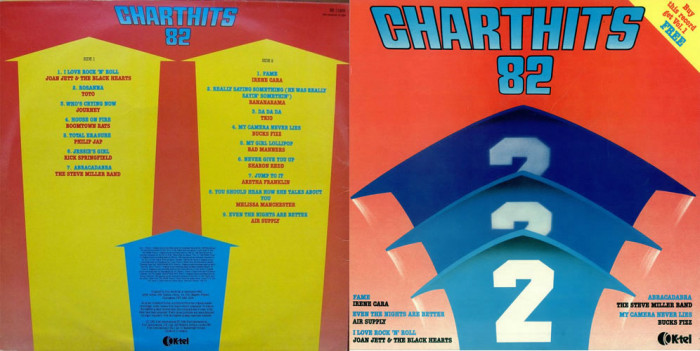 CHARTHITS
82
SIDE 1
1. I LOVE ROCK 'N' ROLL
JOAN JETT & THE BLACK HEARTS
2. ROSANNA
TOTO
3. WHO'S CRYING NOW
JOURNEY
4. HOUSE ON FIRE
BOOMTOWN RATS
5. TOTAL ERASURE
PHILIP JAP
6. JESSIE'S GIRL
RICK SPRINGFIELD
7. ABRACADABRA
THE STEVE MILLER BAND
SIDE 2
1. FAME
IRENE CARA
2. REALLY SAYING SOMETHING (HE WAS REALLY
SAYIN' SOMETHIN')
BANANARAMA
3. DA DA DA
TRIO
4. MY CAMERA NEVER LIES
BUCKS FIZZ
5. MY GIRL LOLLIPOP
BAD MANNERS
6. NEVER GIVE YOU UP
SHARON REDD
7. JUMP TO IT
ARETHA FRANKLIN
8. YOU SHOULD HEAR HOW SHE TALKS ABOUT
YOU
MELISSA MANCHESTER
9. EVEN THE NIGHTS ARE BETTER
AIR SUPPLY
K-tel
CHARTHITS
82
Buy
this record
get Vol.1
FREE
2
2
2
FAME
IRENE CARA
EVEN THE NIGHTS ARE BETTER
AIR SUPPLY
I LOVE ROCK 'N' ROLL
JOAN JETT & THE BLACK HEARTS
ABRACADABRA
THE STEVE MILLER BAND
MY CAMERA NEVER LIES
BUCKS FIZZ
K-tel